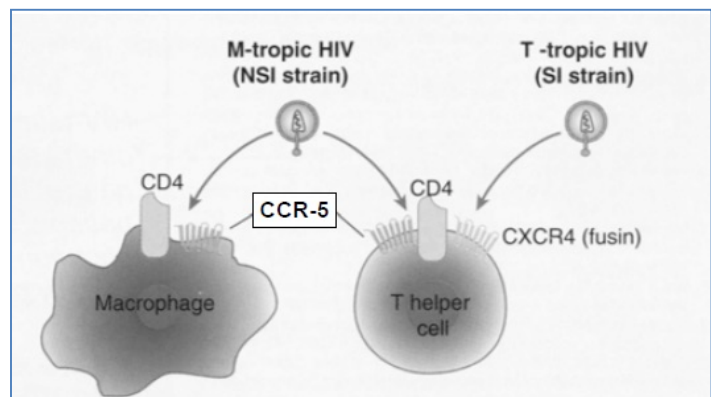 M-tropic HIV
(NSI strain)
T -tropic HIV
(SI strain)
CD4
CCR-5
CD4
CXCR4 (fusin)
Macrophage
T helper
cell